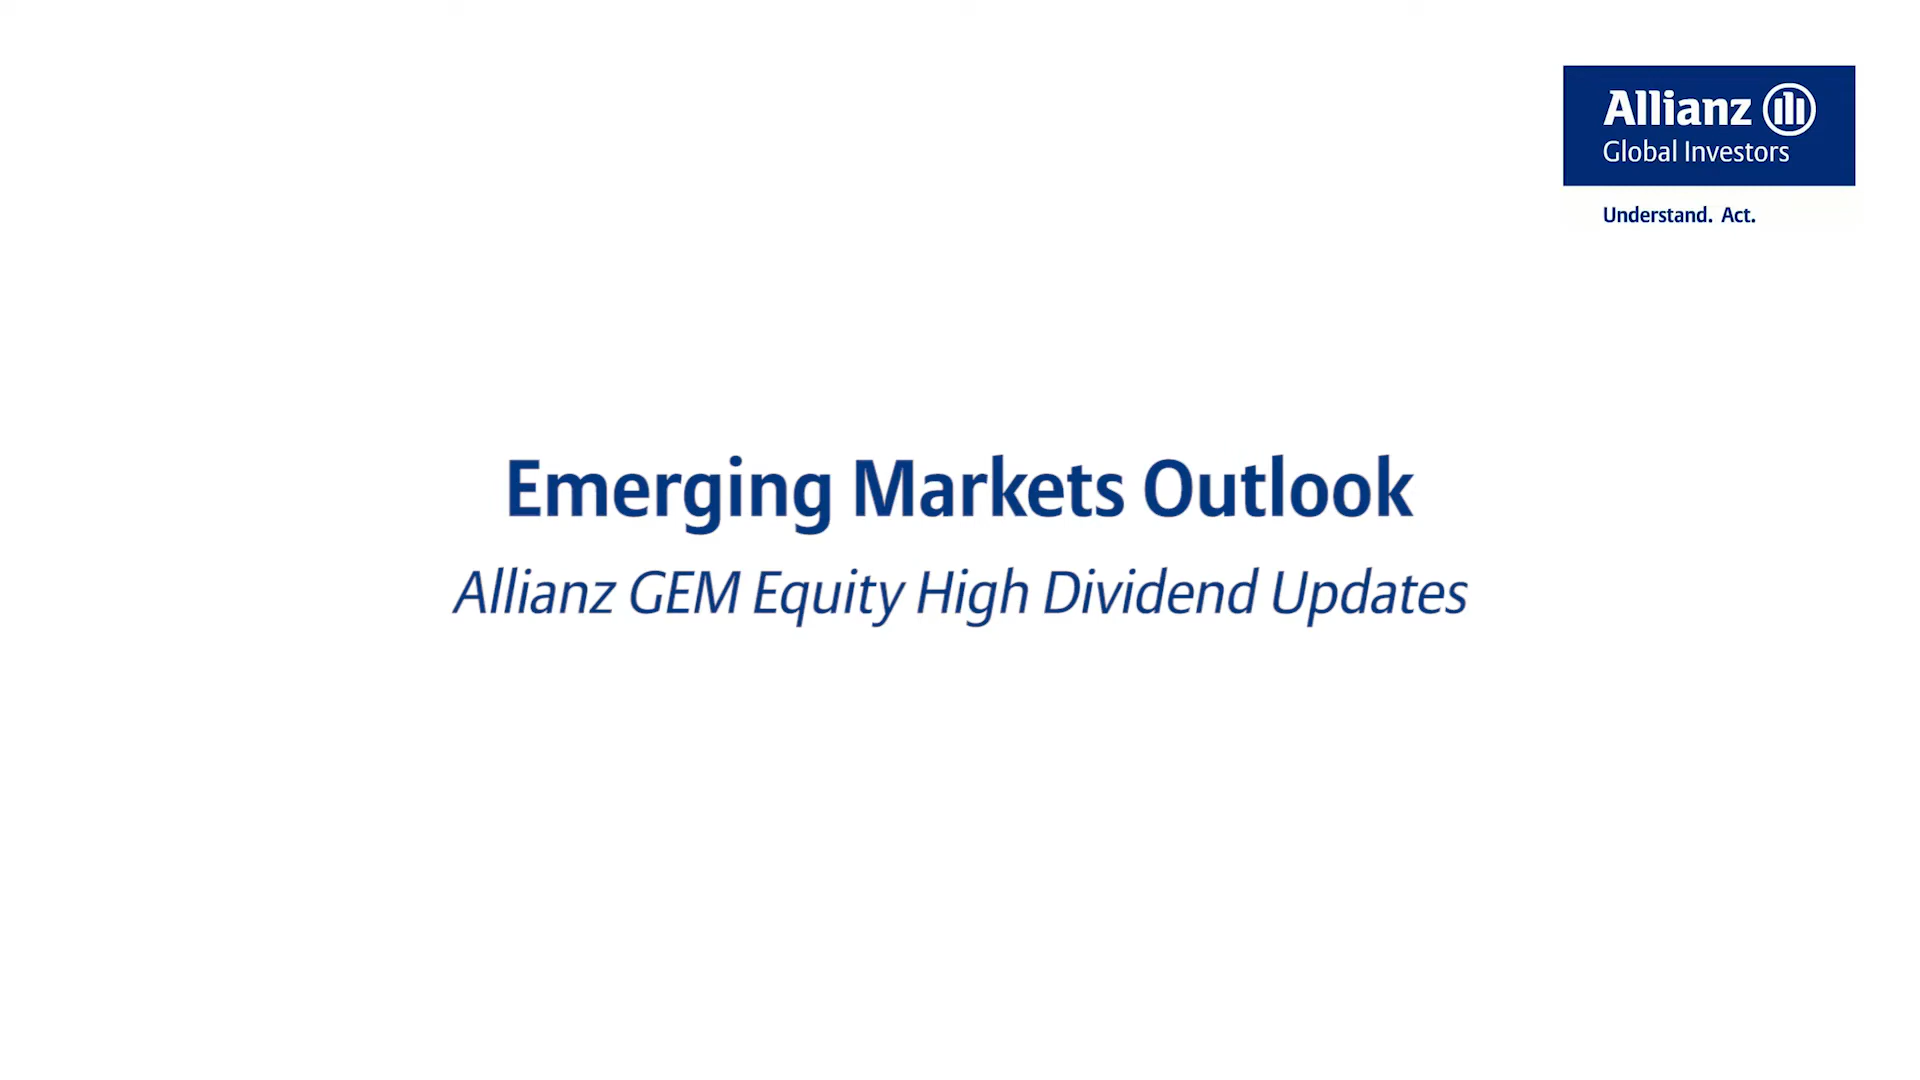 Allianz
Global Investors
Understand. Act.
Emerging Markets Outlook
Allianz GEM Equity High Dividend Updates